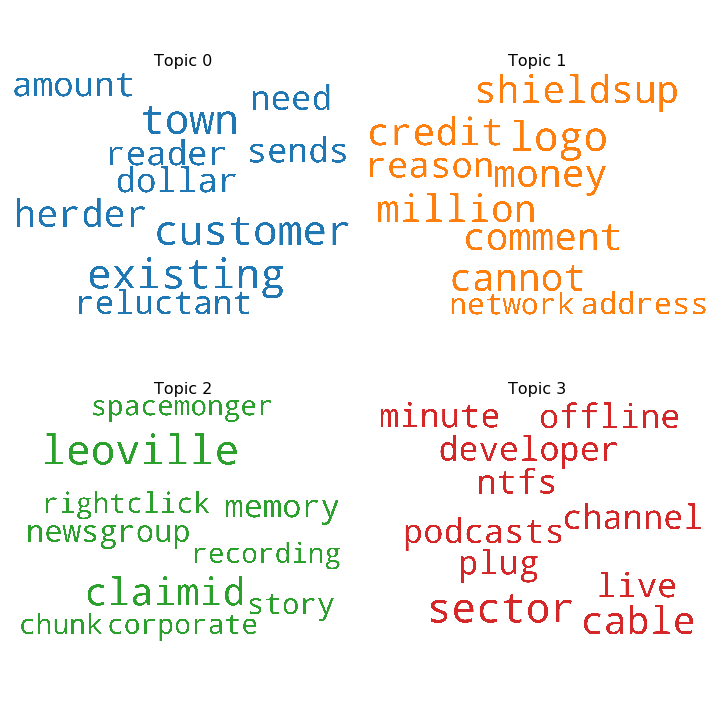 Topic 0
amount
need
town
reader
sends
dollar
herder
customer
existing
reluctant
Topic 1
shieldsup
credit
logo
reason
money
million
comment
cannot
network
address
Topic 2
spacemonger
leoville
rightclick
memory
newsgroup
recording
claimid
story
chunk
corporate
Topic 3
minute
offline
developer
ntfs
channel
podcasts
plug
live
sector
cable